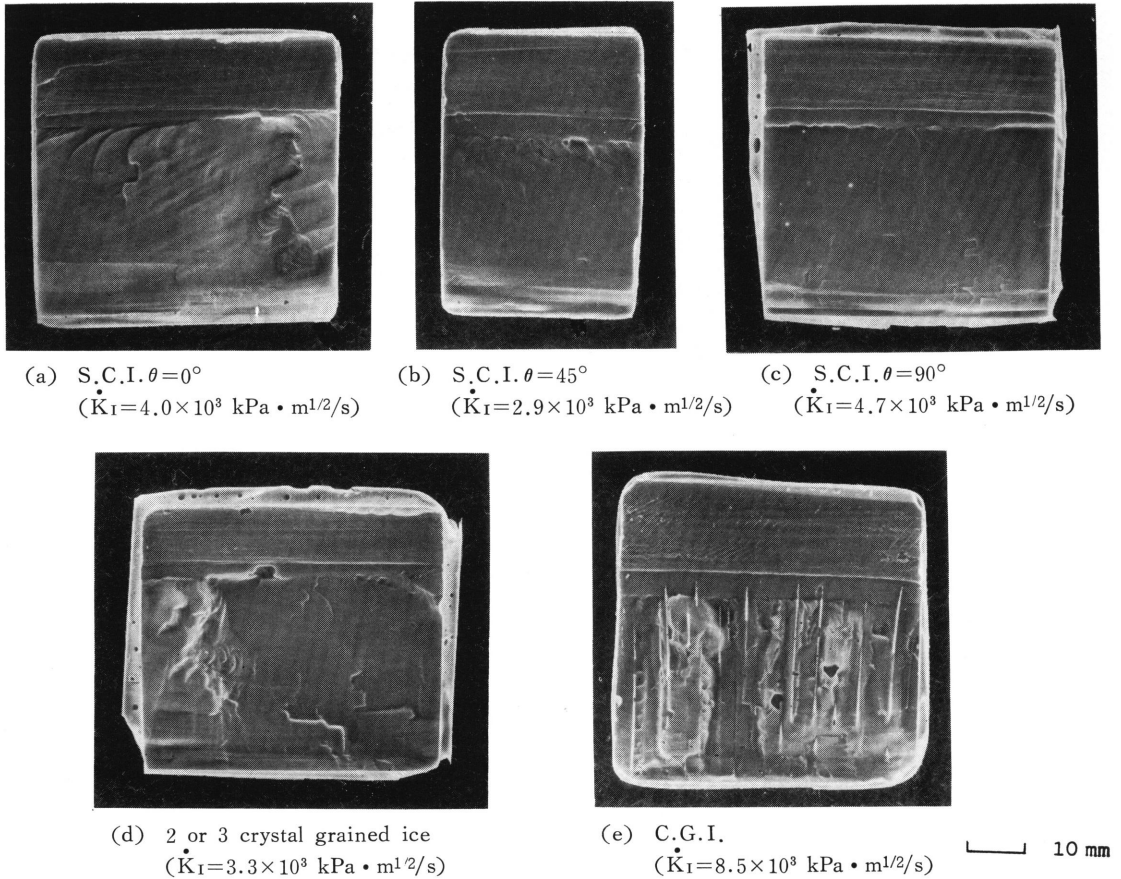 (a) S.C.I. θ=0°
(K̇I=4.0×10³ kPa • m1/2/s)
(b) S.C.I. θ=45°
(K̇I=2.9×10³ kPa • m1/2/s)
(c) S.C.I. θ=90°
(K̇I=4.7×10³ kPa • m1/2/s)
(d) 2 or 3 crystal grained ice
(K̇I=3.3×10³ kPa • m1/2/s)
(e) C.G.I.
(K̇I=8.5×10³ kPa • m1/2/s)
10 mm